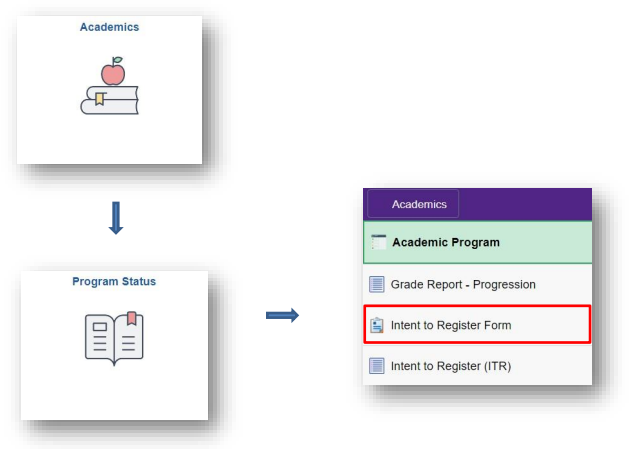 Academics
Program Status
Academics
Academic Program
Grade Report - Progression
Intent to Register Form
Intent to Register (ITR)